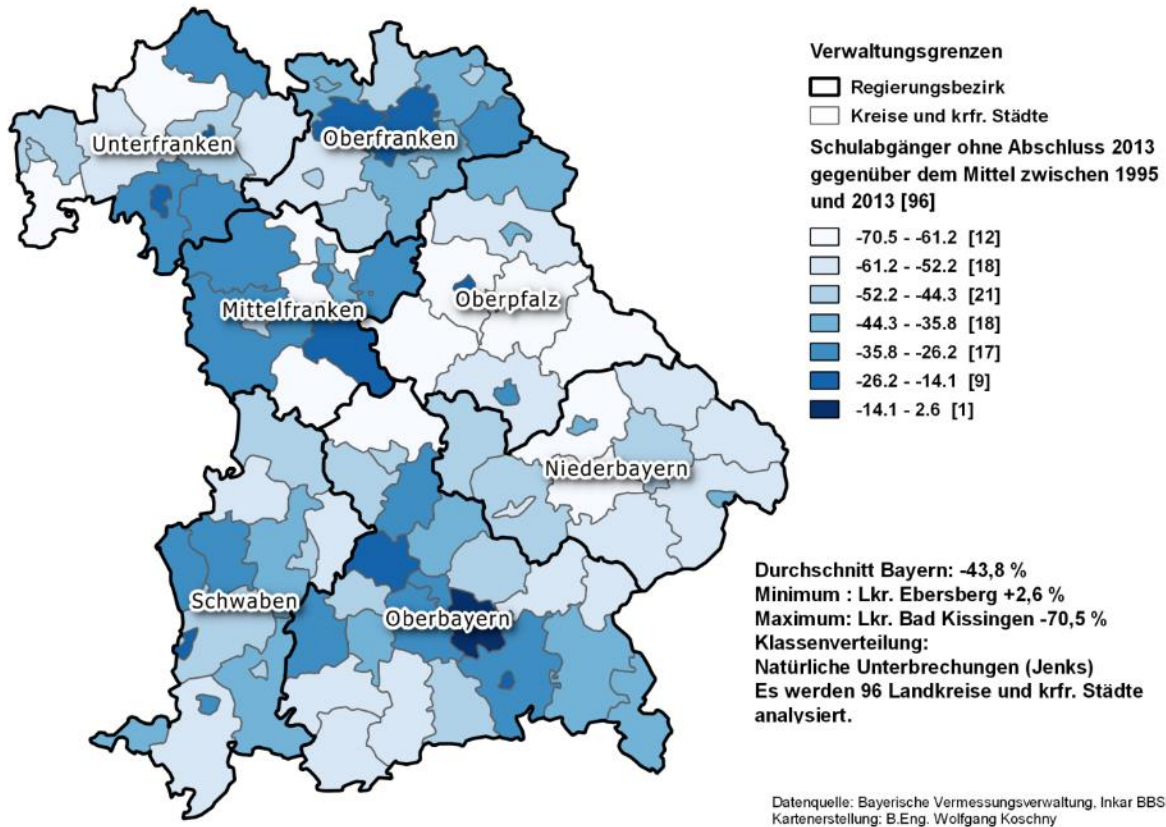 Unterfranken
Oberfranken
Mittelfranken
Oberpfalz
Niederbayern
Schwaben
Oberbayern
Verwaltungsgrenzen
Regierungsbezirk
Kreise und krfr. Städte
Schulabgänger ohne Abschluss 2013
gegenüber dem Mittel zwischen 1995
und 2013 [96]
-70.5 - -61.2 [12]
-61.2 - -52.2 [18]
-52.2 - -44.3 [21]
-44.3 - -35.8 [18]
-35.8 - -26.2 [17]
-26.2 - -14.1 [9]
-14.1 - 2.6 [1]
Durchschnitt Bayern: -43,8 %
Minimum : Lkr. Ebersberg +2,6 %
Maximum: Lkr. Bad Kissingen -70,5 %
Klassenverteilung:
Natürliche Unterbrechungen (Jenks)
Es werden 96 Landkreise und krfr. Städte
analysiert.
Datenquelle: Bayerische Vermessungsverwaltung, Inkar BBSR
Kartenerstellung: B.Eng. Wolfgang Koschny